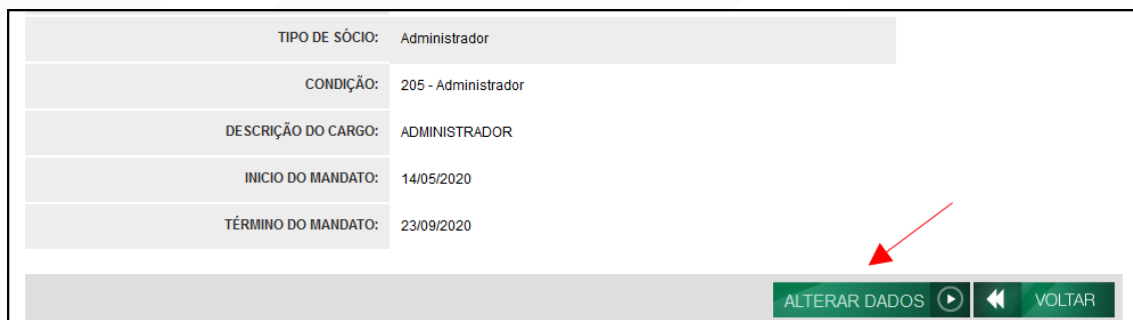 TIPO DE SÓCIO: Administrador
CONDIÇÃO: 205 - Administrador
DESCRIÇÃO DO CARGO: ADMINISTRADOR
INICIO DO MANDATO: 14/05/2020
TÉRMINO DO MANDATO: 23/09/2020
ALTERAR DADOS VOLTAR